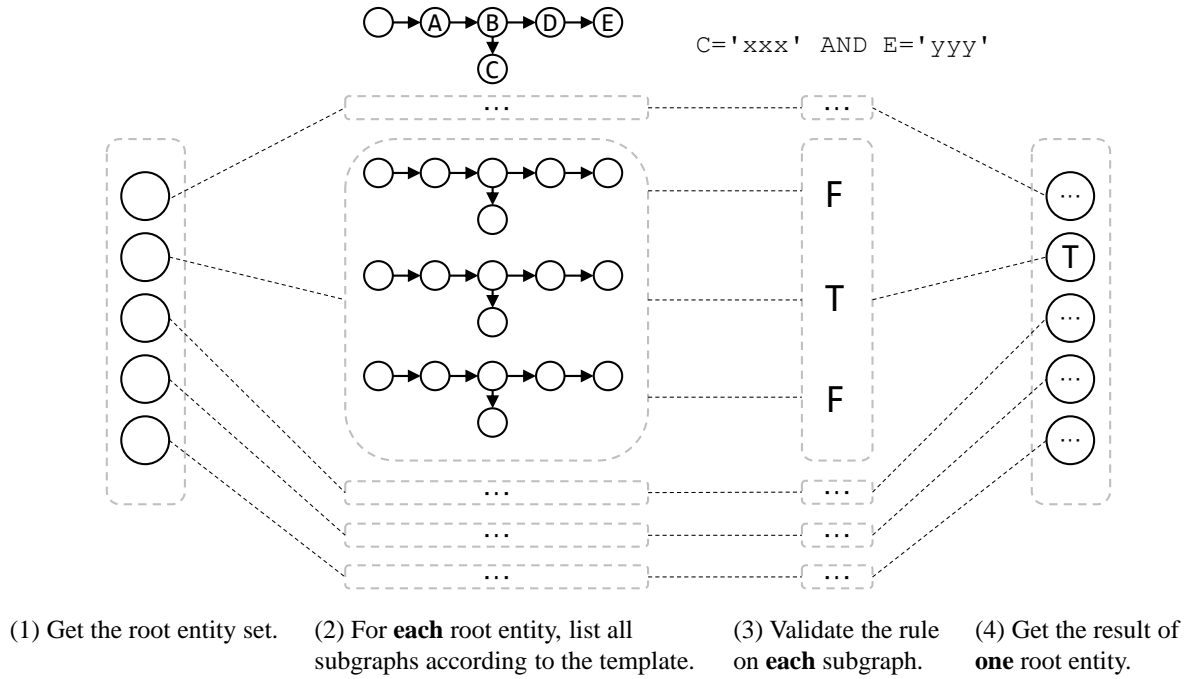 A B D E
C
C='xxx' AND E='yyy'
... ...
F
T
F
...
T
...
...
...
... ...
... ...
... ...
(1) Get the root entity set.
(2) For each root entity, list all
subgraphs according to the template.
(3) Validate the rule
on each subgraph.
(4) Get the result of
one root entity.